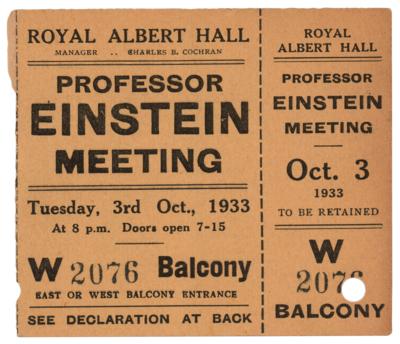 ROYAL ALBERT HALL
MANAGER .. CHARLES B. COCHRAN
PROFESSOR
EINSTEIN
MEETING
Tuesday, 3rd Oct., 1933
At 8 p.m. Doors open 7-15
W 2076 Balcony
EAST OR WEST BALCONY ENTRANCE
SEE DECLARATION AT BACK
ROYAL
ALBERT HALL
PROFESSOR
EINSTEIN
MEETING
Oct. 3
1933
TO BE RETAINED
W
2076
BALCONY